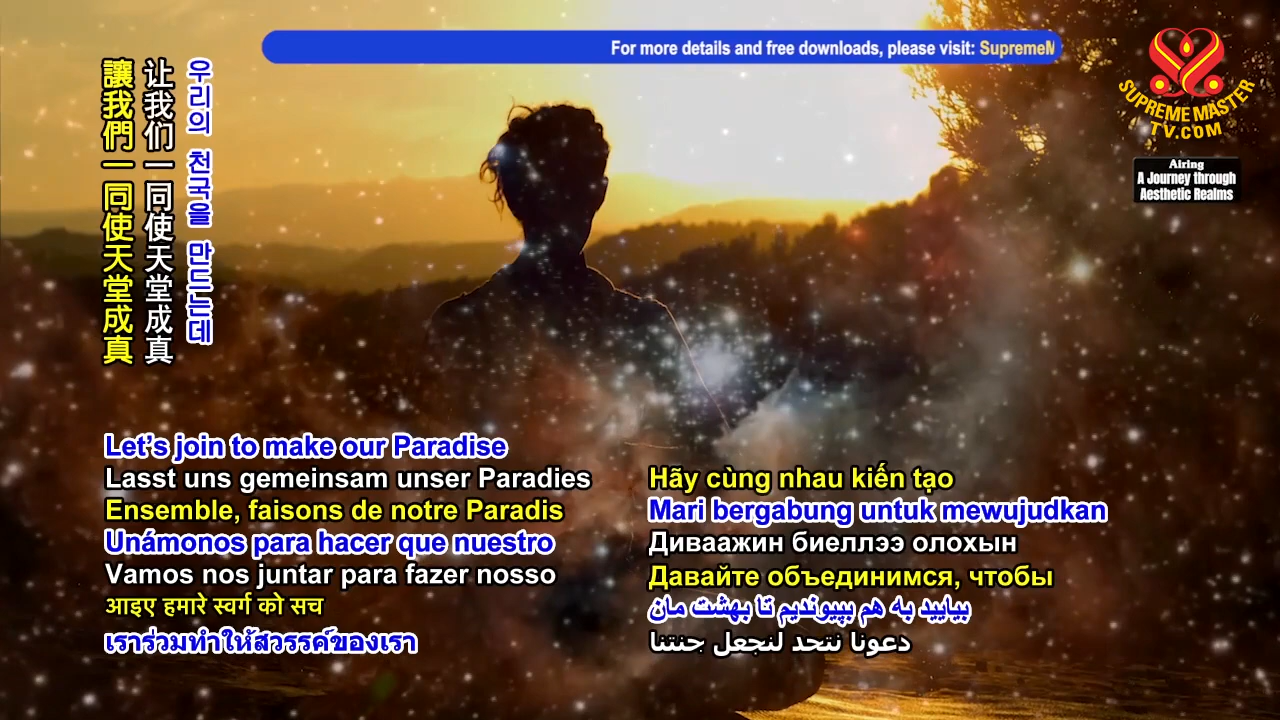 For more details and free downloads, please visit: Suprem
SUPREME MASTER
TV.COM
Airing
A Journey through
Aesthetic Realms
讓我們一同使天堂成真
让我们一同使天堂成真
우리의 천국을 만드는데
Let’s join to make our Paradise
Lasst uns gemeinsam unser Paradies
Ensemble, faisons de notre Paradis
Unámonos para hacer que nuestro
Vamos nos juntar para fazer nosso
आइए हमारे स्वर्ग को सच
เราร่วมทำให้สวรรค์ของเรา
Hãy cùng nhau kiến tạo
Mari bergabung untuk mewujudkan
Диваажин биеллээ олохын
Давайте объединимся, чтобы
بیایید به هم بپیوندیم تا بهشت مان
دعونا نتحد لنجعل جنتنا